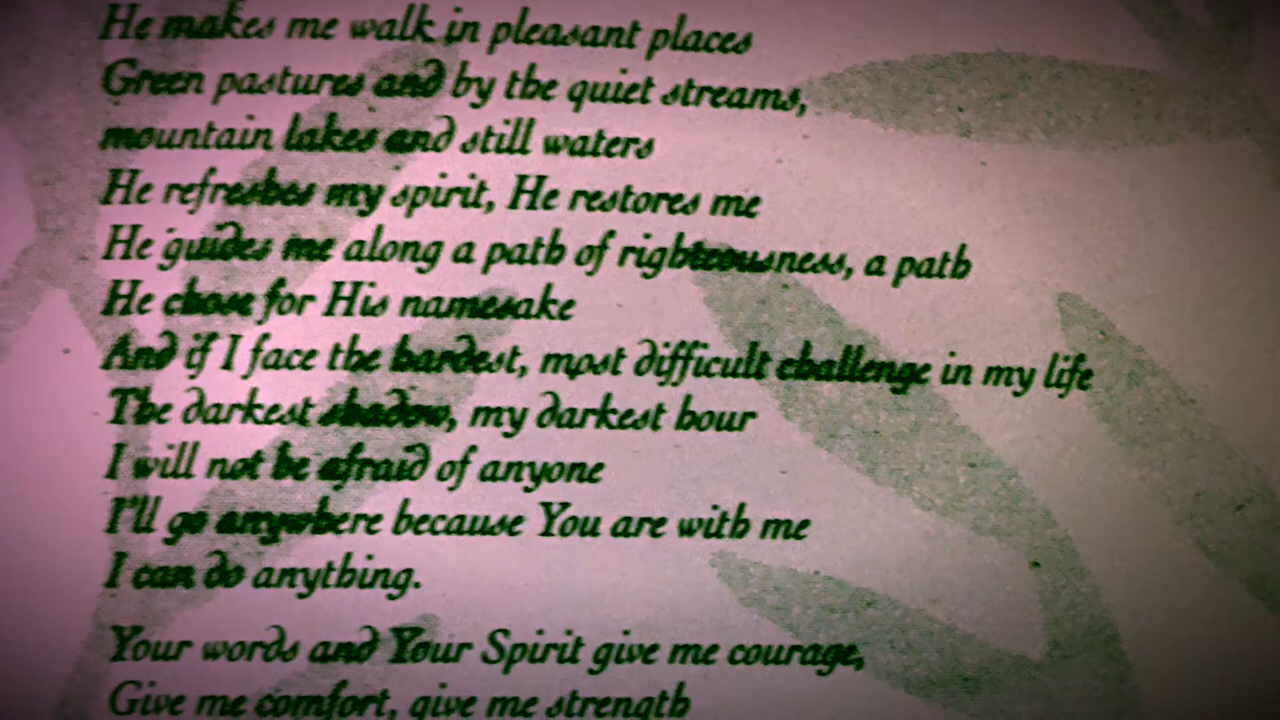 He makes me walk in pleasant places
Green pastures and by the quiet streams,
mountain lakes and still waters
He refreshes my spirit, He restores me
He guides me along a path of righteousness, a path
He chose for His namesake
And if I face the hardest, most difficult challenge in my life
The darkest shadow, my darkest hour
I will not be afraid of anyone
I'll go anywhere because You are with me
I can do anything.
Your words and Your Spirit give me courage,
Give me comfort, give me strength